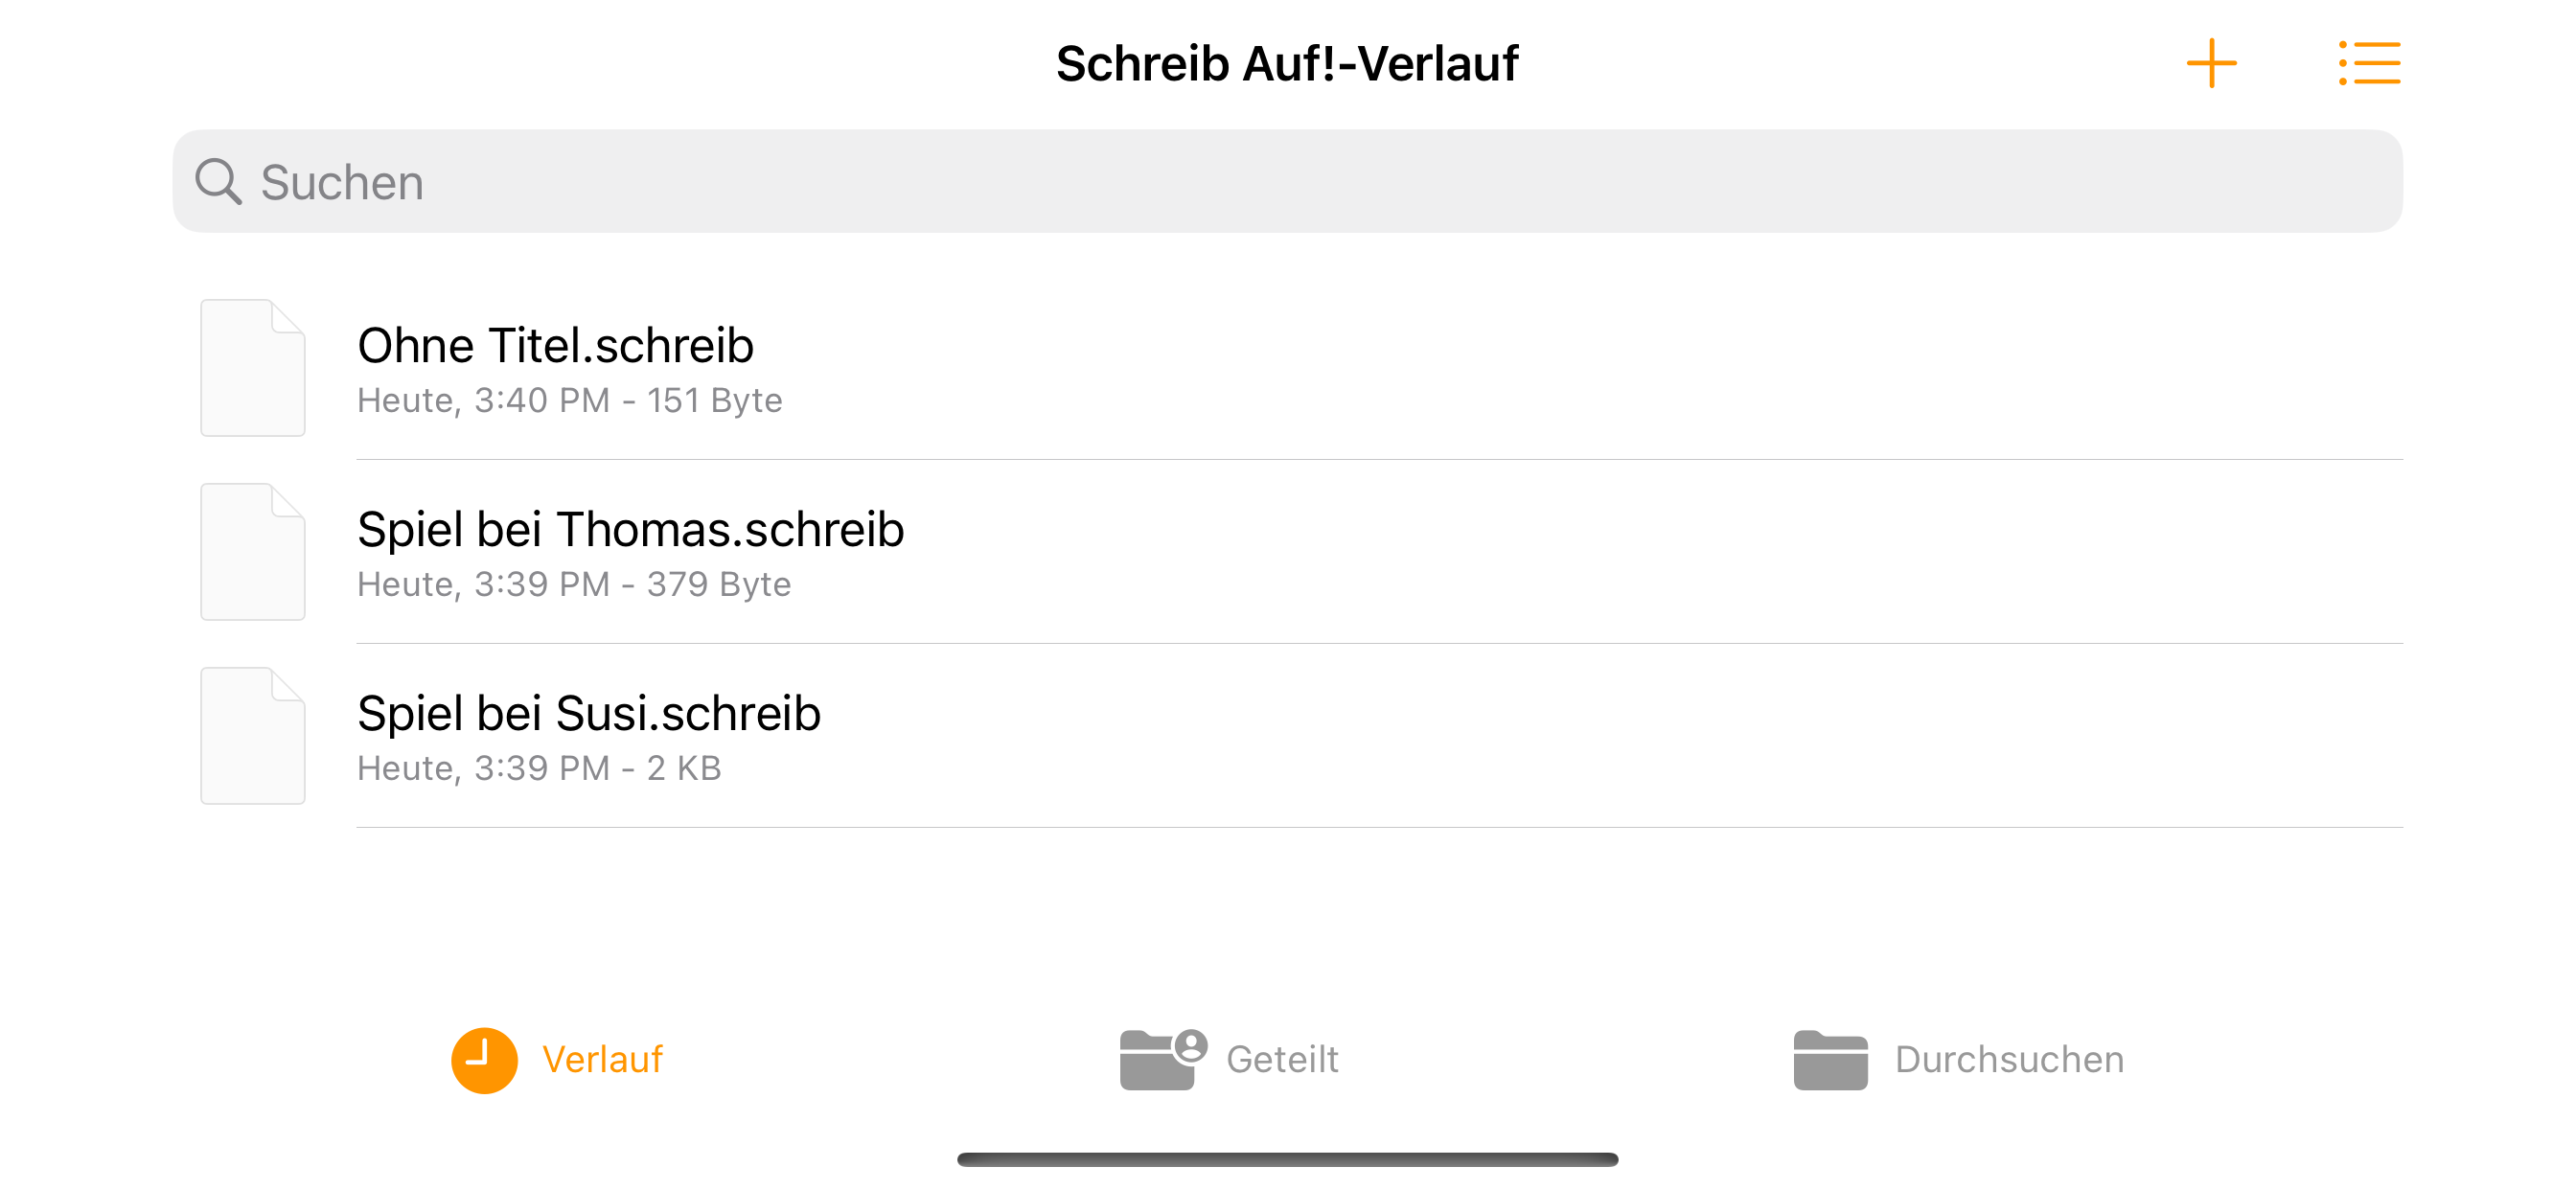 Schreib Auf!-Verlauf
Suchen
Ohne Titel.schreib
Heute, 3:40 PM - 151 Byte
Spiel bei Thomas.schreib
Heute, 3:39 PM - 379 Byte
Spiel bei Susi.schreib
Heute, 3:39 PM - 2 KB
Verlauf
Geteilt
Durchsuchen